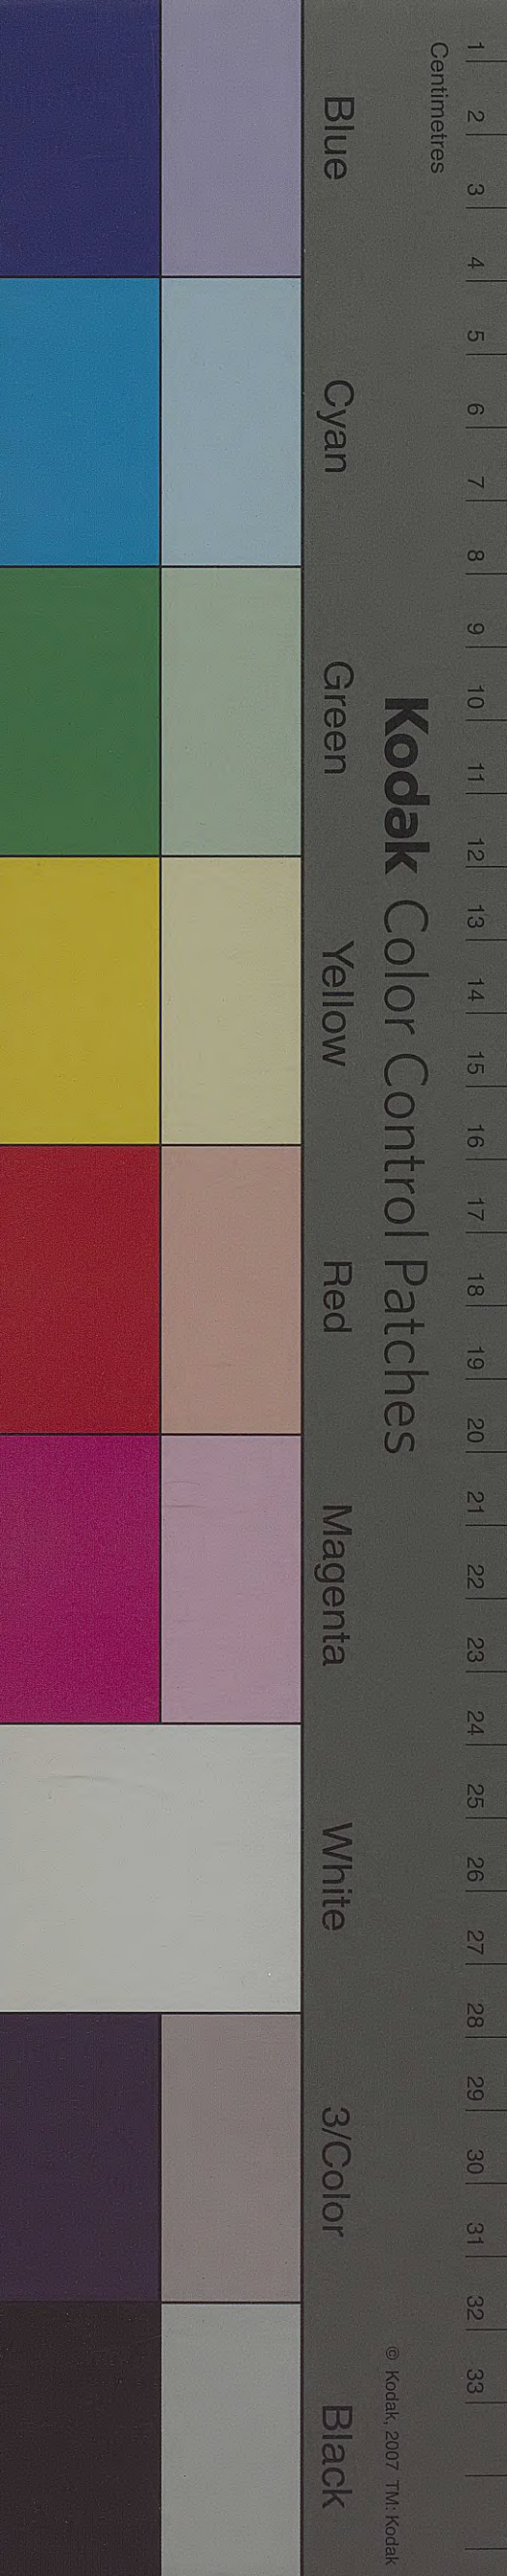 Centimetres
1 2 3 4 5 6 7 8 9 10 11 12 13 14 15 16 17 18 19 20 21 22 23 24 25 26 27 28 29 30 31 32 33
Kodak Color Control Patches
© Kodak, 2007 TM: Kodak
Blue Cyan Green Yellow Red Magenta White 3/Color Black